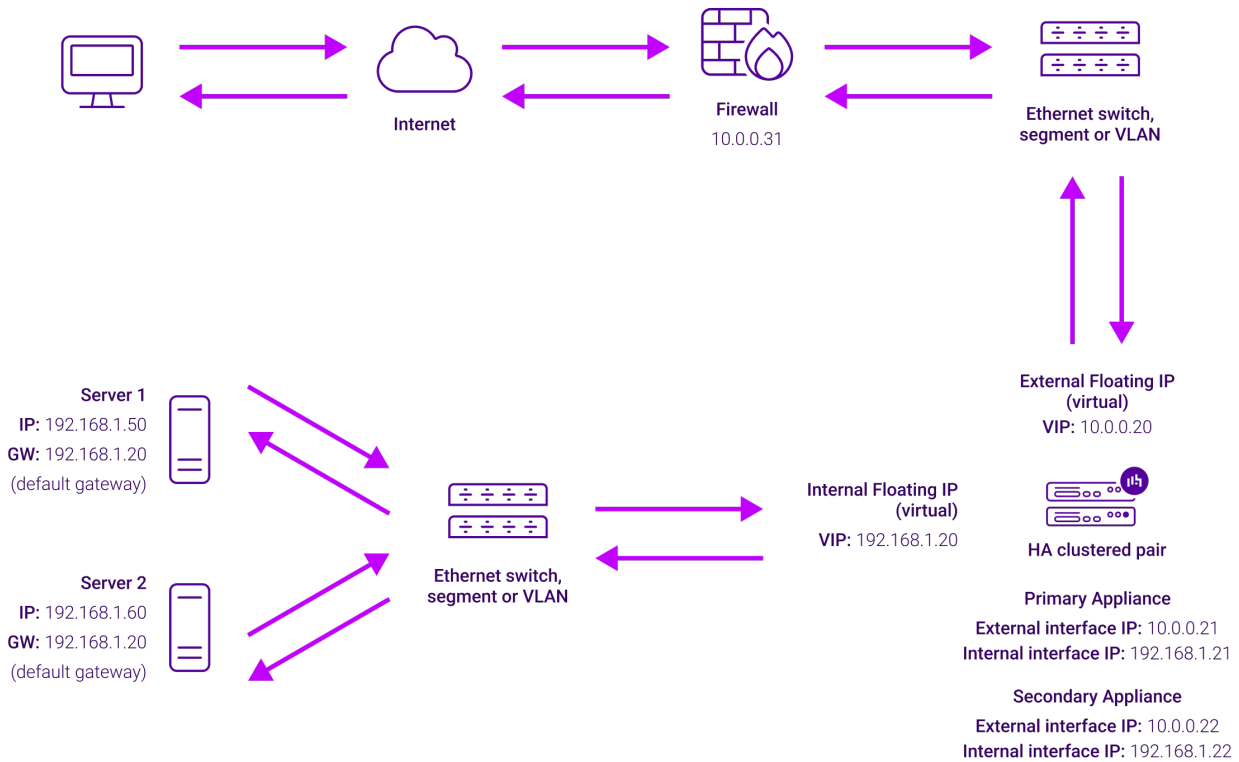 Internet
Firewall
10.0.0.31
Ethernet switch,
segment or VLAN
External Floating IP
(virtual)
VIP: 10.0.0.20
Server 1
IP: 192.168.1.50
GW: 192.168.1.20
(default gateway)
Internal Floating IP
(virtual)
VIP: 192.168.1.20
HA clustered pair
Ethernet switch,
segment or VLAN
Server 2
IP: 192.168.1.60
GW: 192.168.1.20
(default gateway)
Primary Appliance
External interface IP: 10.0.0.21
Internal interface IP: 192.168.1.21
Secondary Appliance
External interface IP: 10.0.0.22
Internal interface IP: 192.168.1.22